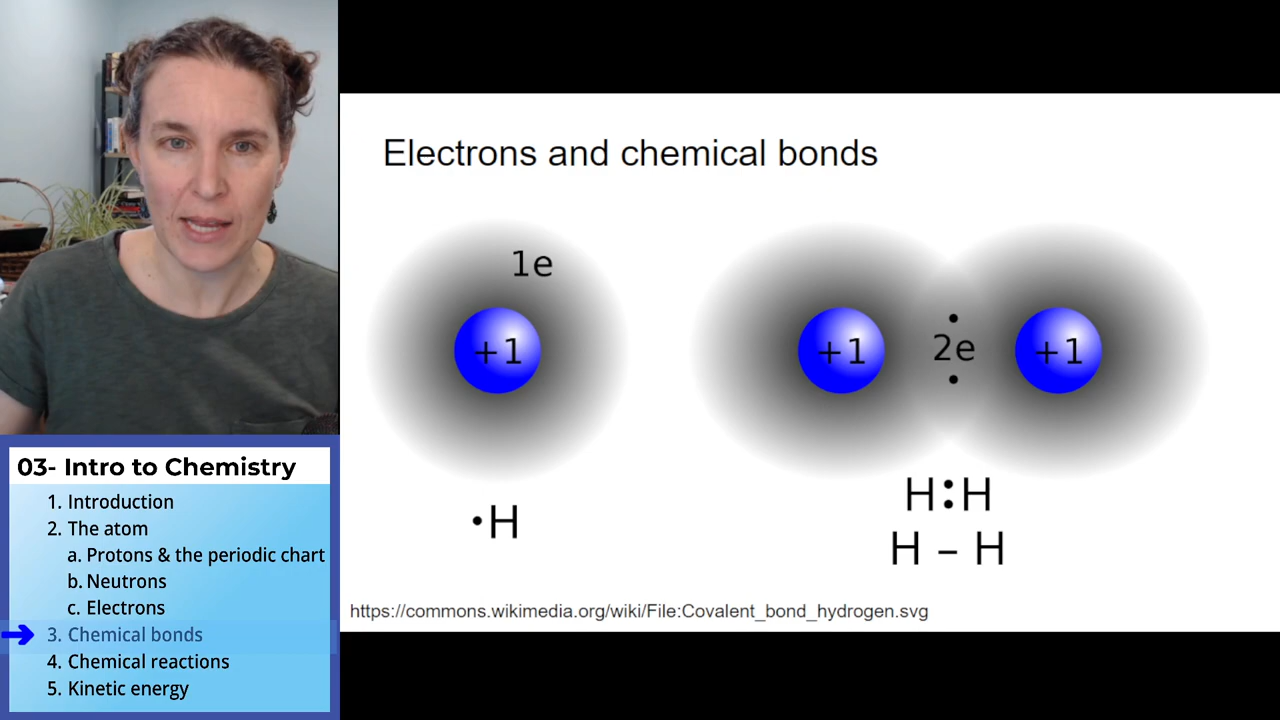 Electrons and chemical bonds
1e
+1
+1
2e
+1
•H
H:H
H – H
https://commons.wikimedia.org/wiki/File:Covalent_bond_hydrogen.svg
03- Intro to Chemistry
1. Introduction
2. The atom
a. Protons & the periodic chart
b. Neutrons
c. Electrons
3. Chemical bonds
4. Chemical reactions
5. Kinetic energy